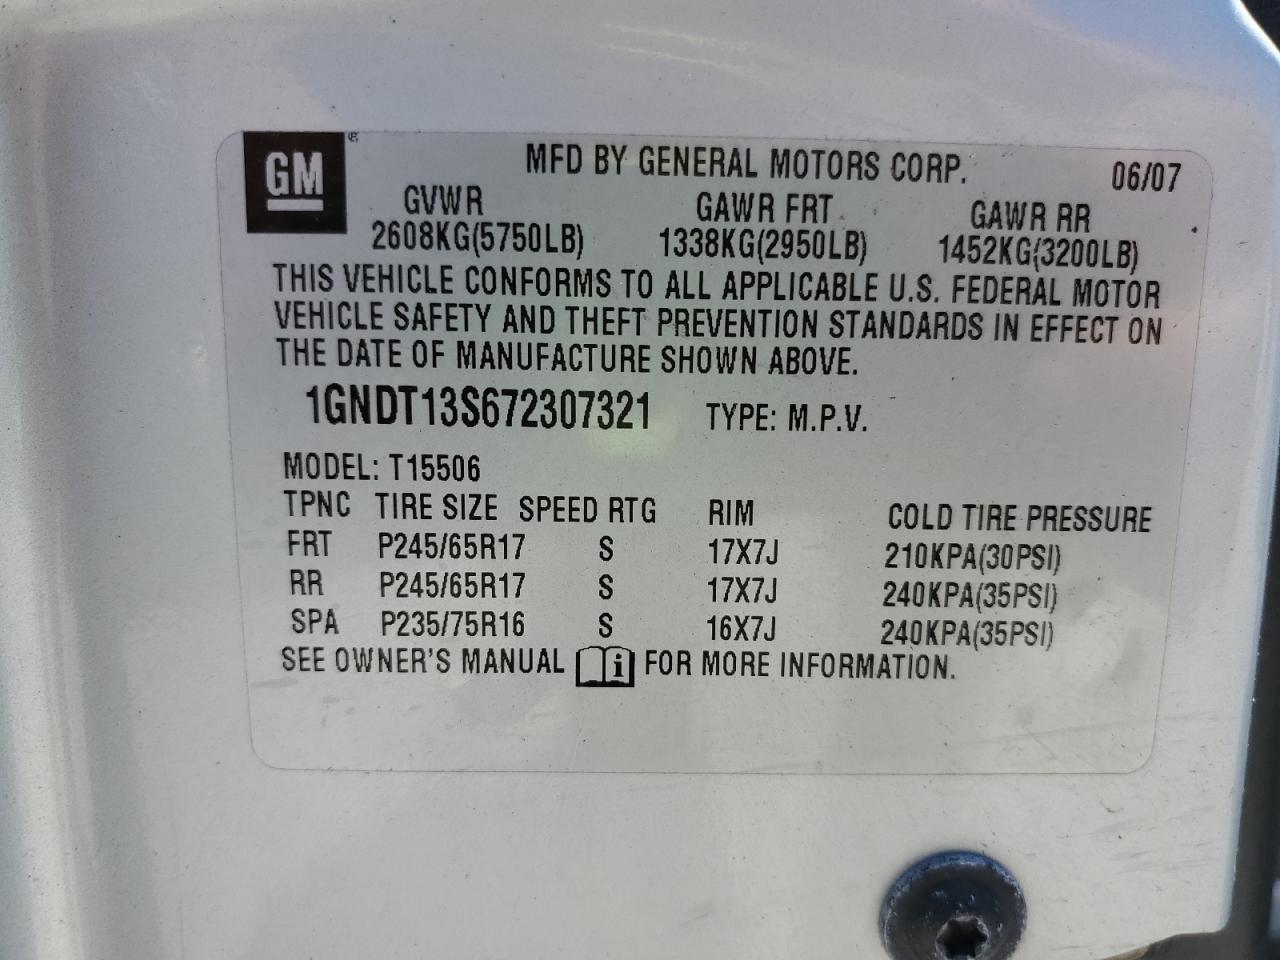 GM ®
MFD BY GENERAL MOTORS CORP. 06/07
GVWR GAWR FRT GAWR RR
2608KG(5750LB) 1338KG(2950LB) 1452KG(3200LB)
THIS VEHICLE CONFORMS TO ALL APPLICABLE U.S. FEDERAL MOTOR
VEHICLE SAFETY AND THEFT PREVENTION STANDARDS IN EFFECT ON
THE DATE OF MANUFACTURE SHOWN ABOVE.
1GNDT13S672307321 TYPE: M.P.V.
MODEL: T15506
TPNC TIRE SIZE SPEED RTG RIM COLD TIRE PRESSURE
FRT P245/65R17 S 17X7J 210KPA(30PSI)
RR P245/65R17 S 17X7J 240KPA(35PSI)
SPA P235/75R16 S 16X7J 240KPA(35PSI)
SEE OWNER'S MANUAL i FOR MORE INFORMATION.